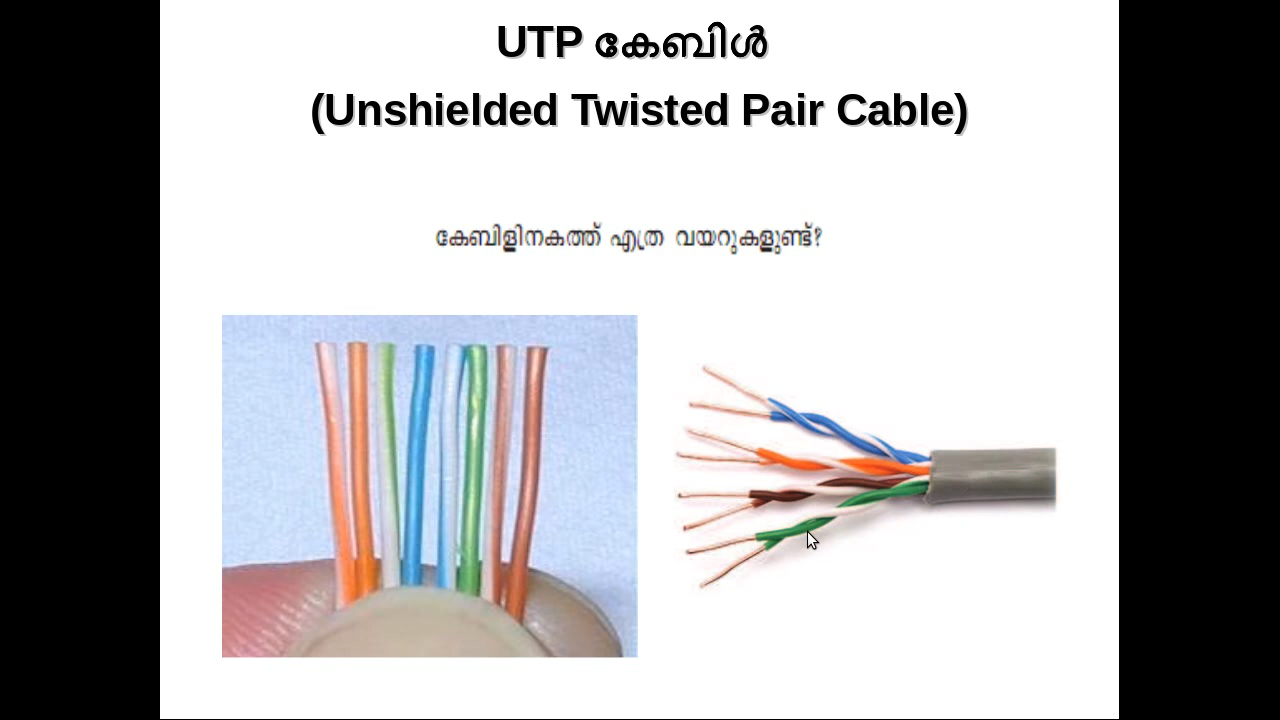 UTP കേബിൾ
(Unshielded Twisted Pair Cable)
കേബിളിനകത്ത് എത്ര വയറുകളുണ്ട്?